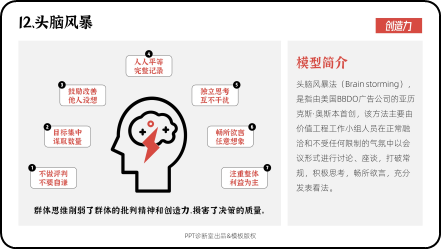 12.头脑风暴
创造力
4
人人平等
完整记录
3
鼓励改善
他人设想
5
独立思考
互不干扰
2
目标集中
谋取数量
6
畅所欲言
任意想象
1
不做评判
不要自谦
7
注重整体
利益为主
群体思维削弱了群体的批判精神和创造力,损害了决策的质量。
模型简介
头脑风暴法（Brain storming），
是指由美国BBDO广告公司的亚历
克斯·奥斯本首创，该方法主要由
价值工程工作小组人员在正常融
洽和不受任何限制的气氛中以会
议形式进行讨论、座谈，打破常
规，积极思考，畅所欲言，充分
发表看法。
PPT诊断室出品&模板版权